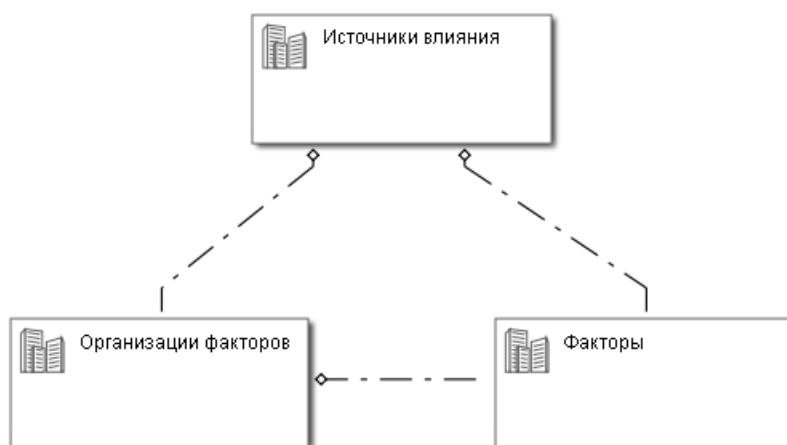 Источники влияния
Организации факторов
Факторы